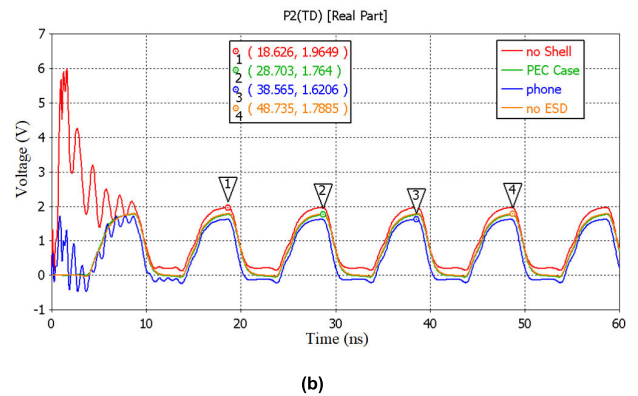 P2(TD) [Real Part]
7
6
5
4
3
2
1
0
-1
Voltage (V)
1 ( 18.626, 1.9649 )
2 ( 28.703, 1.764 )
3 ( 38.565, 1.6206 )
4 ( 48.735, 1.7885 )
no Shell
PEC Case
phone
no ESD
1 2 3 4
0 10 20 30 40 50 60
Time (ns)
(b)